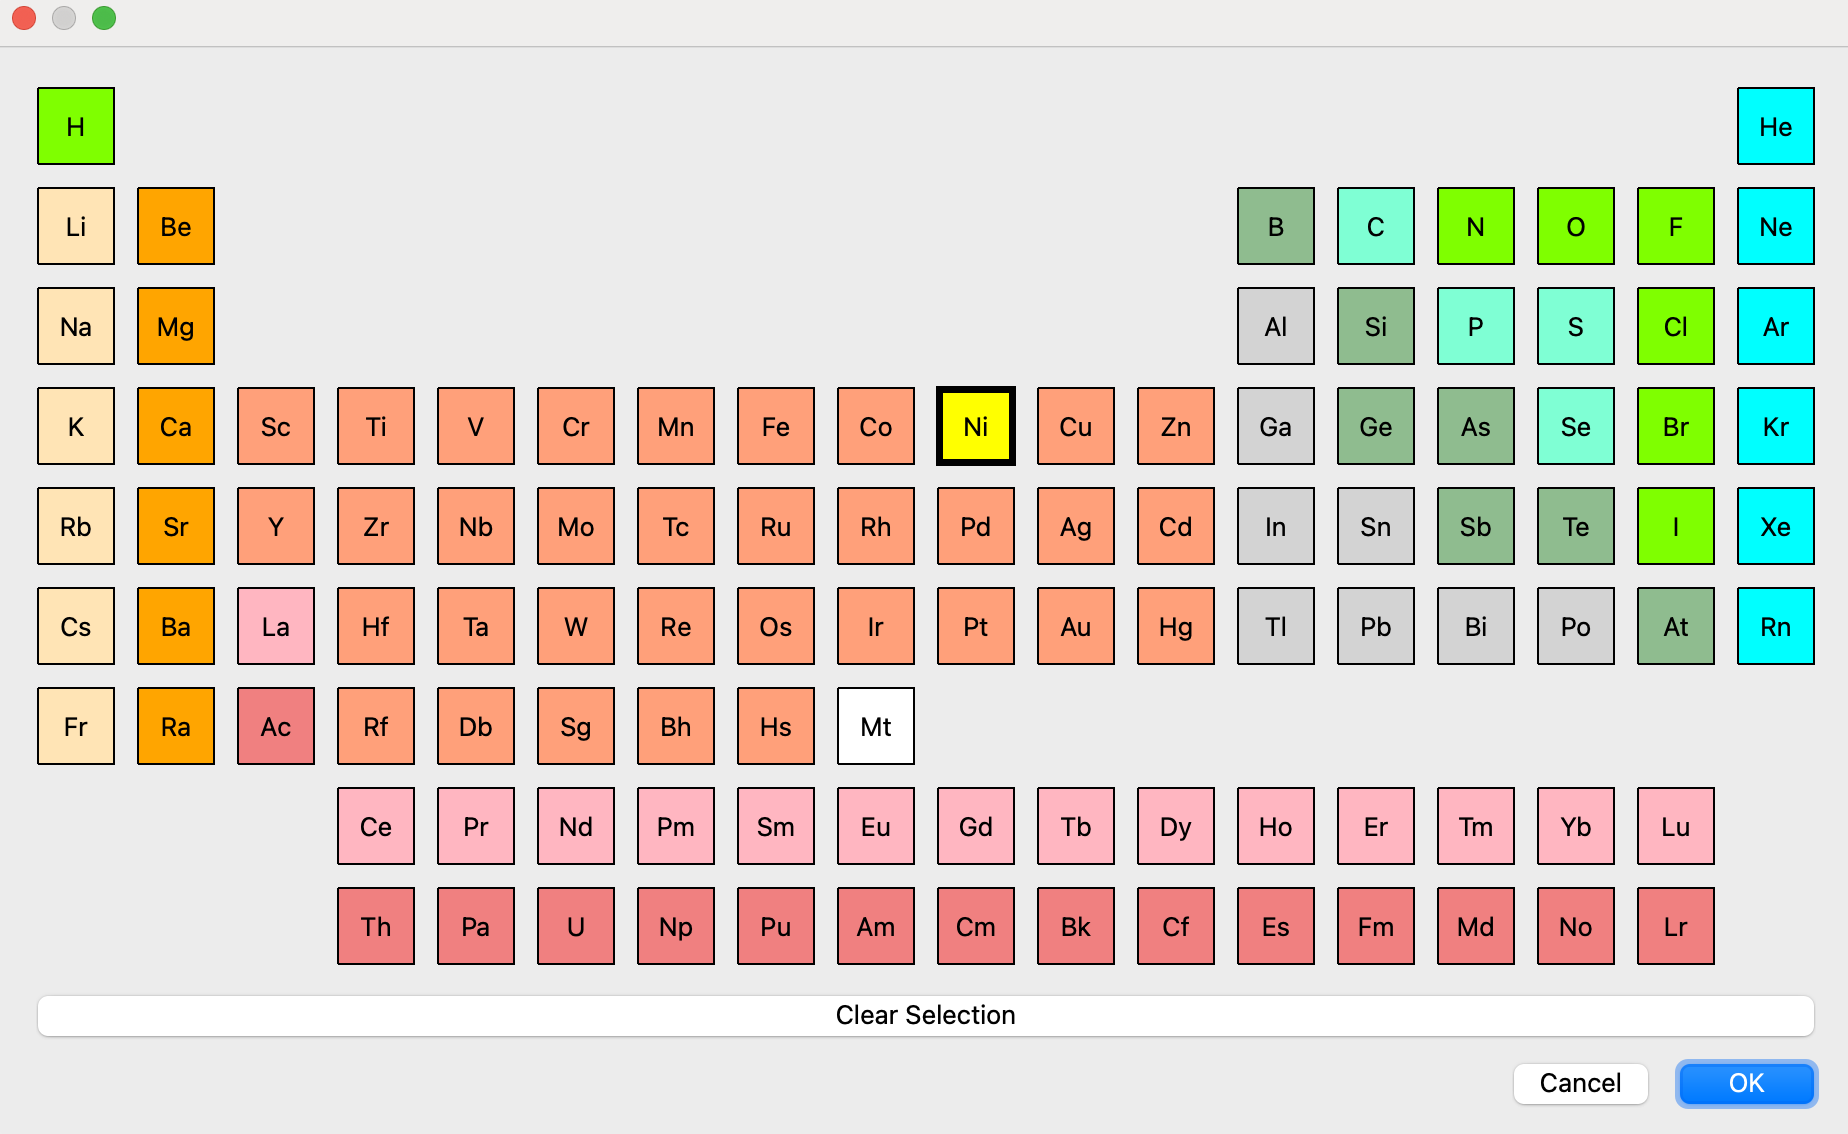 H He
Li Be B C N O F Ne
Na Mg Al Si P S Cl Ar
K Ca Sc Ti V Cr Mn Fe Co Ni Cu Zn Ga Ge As Se Br Kr
Rb Sr Y Zr Nb Mo Tc Ru Rh Pd Ag Cd In Sn Sb Te I Xe
Cs Ba La Hf Ta W Re Os Ir Pt Au Hg Tl Pb Bi Po At Rn
Fr Ra Ac Rf Db Sg Bh Hs Mt
Ce Pr Nd Pm Sm Eu Gd Tb Dy Ho Er Tm Yb Lu
Th Pa U Np Pu Am Cm Bk Cf Es Fm Md No Lr
Clear Selection
Cancel OK